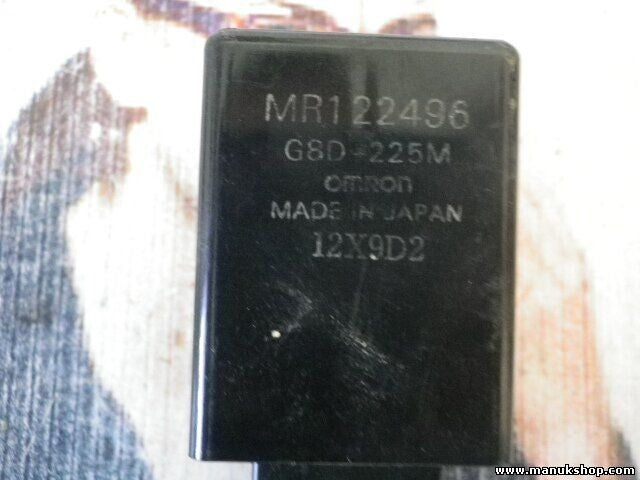 MR122496
G8D-225M
omron
MADE IN JAPAN
12X9D2
www.manukshop.com